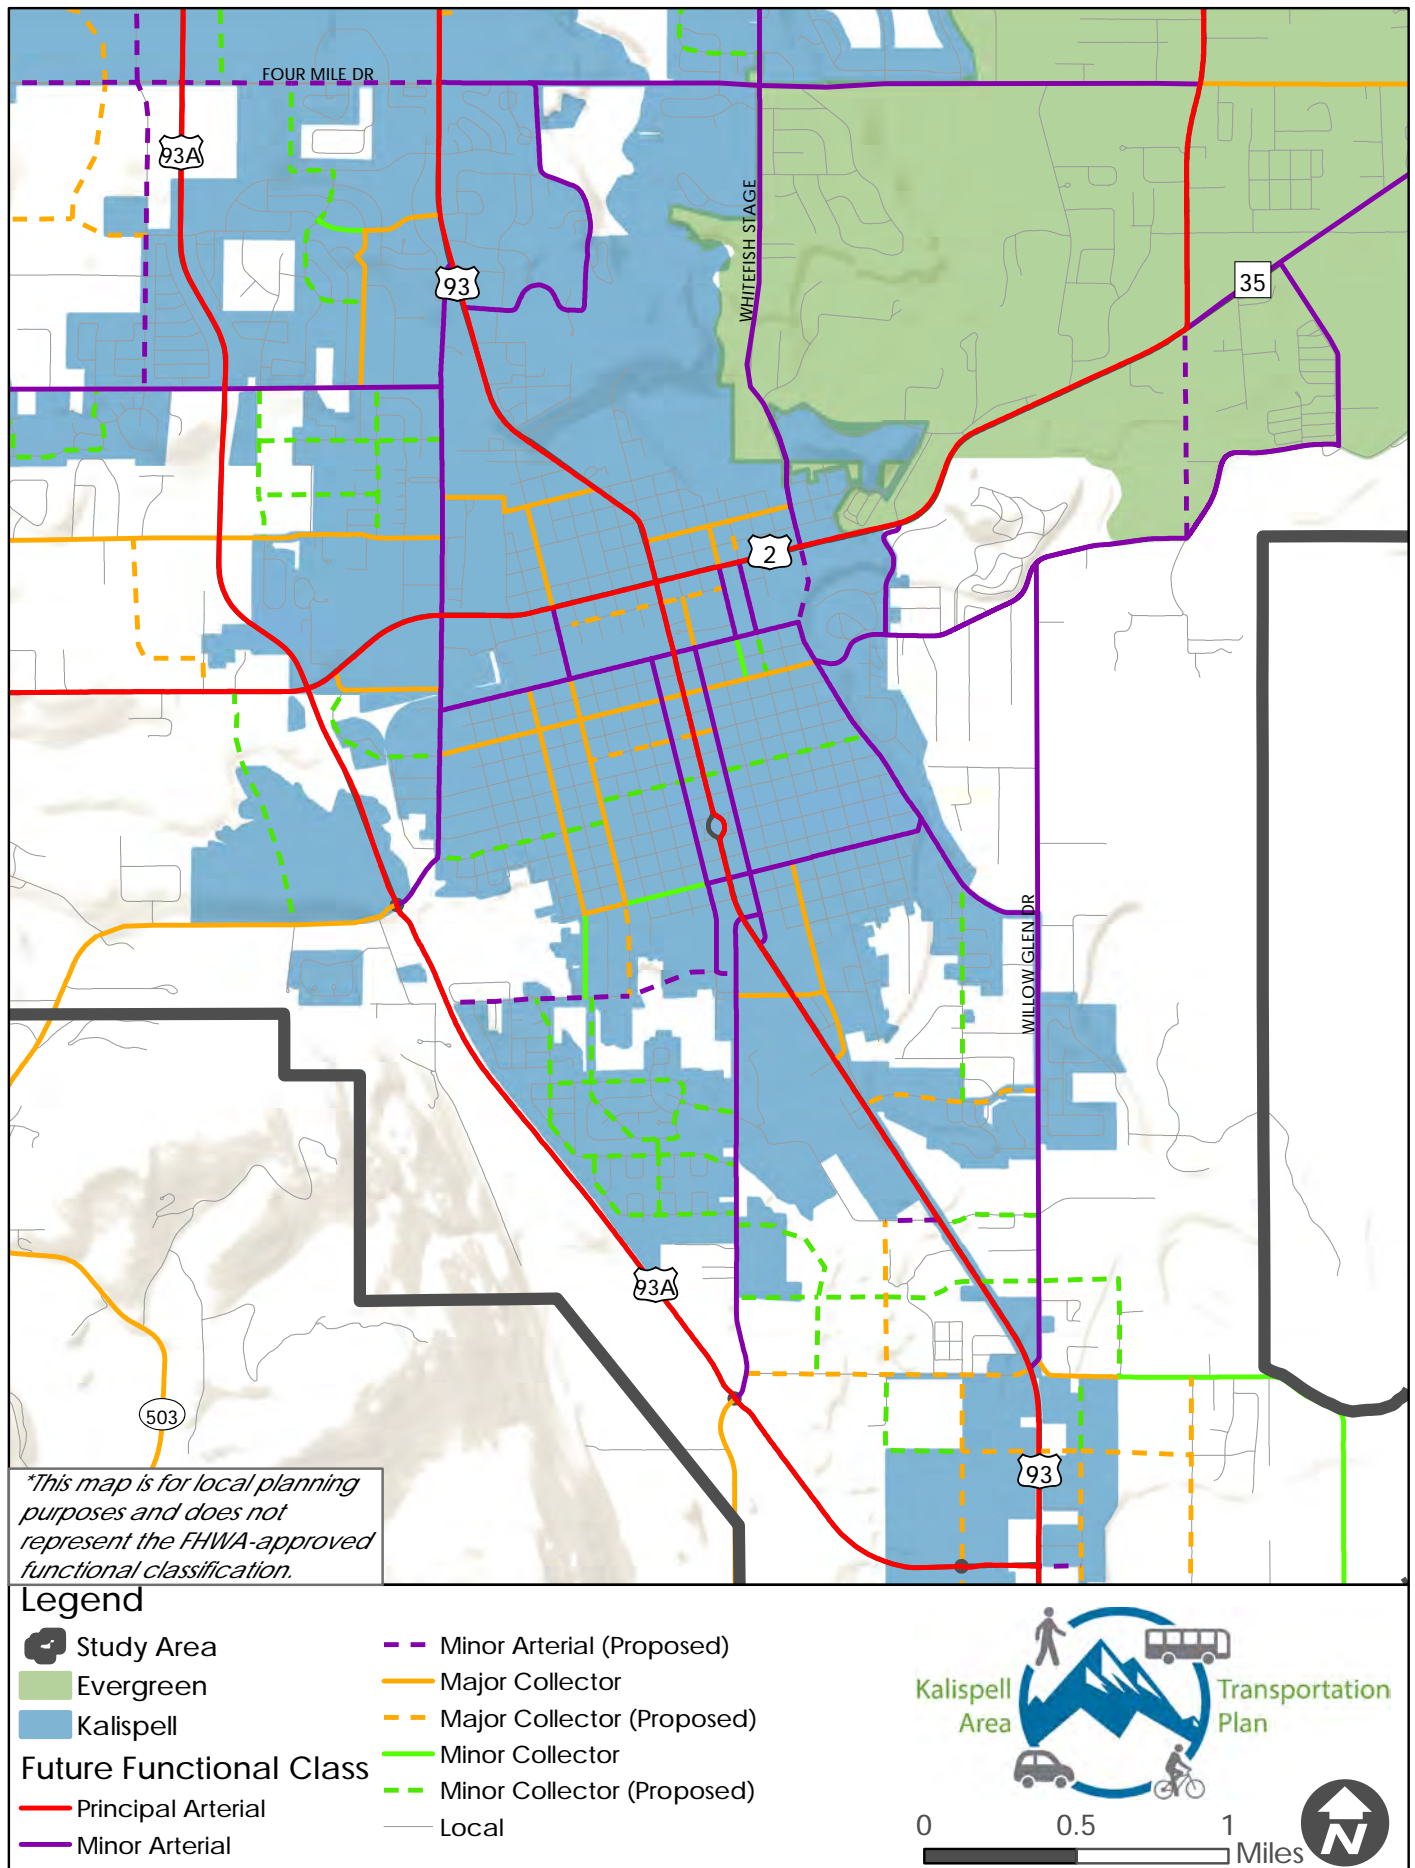 FOUR MILE DR
93A
WHITEFISH STAGE
93
35
2
WILLOW GLEN DR
93A
503
93
*This map is for local planning
purposes and does not
represent the FHWA-approved
functional classification.
Legend
Study Area
Evergreen
Kalispell
Future Functional Class
Principal Arterial
Minor Arterial
Minor Arterial (Proposed)
Major Collector
Major Collector (Proposed)
Minor Collector
Minor Collector (Proposed)
Local
Kalispell
Area
Transportation
Plan
0 0.5 1
Miles
N